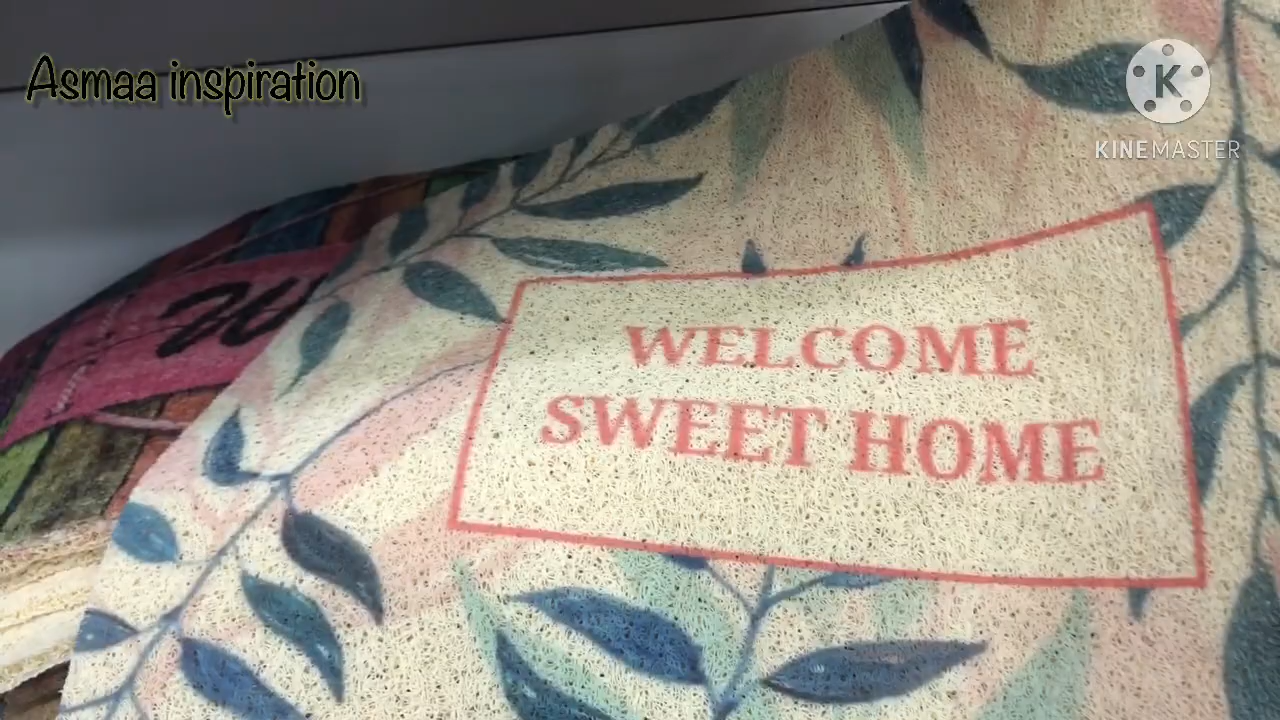 Asmaa inspiration
K
KINEMASTER
WELCOME
SWEET HOME